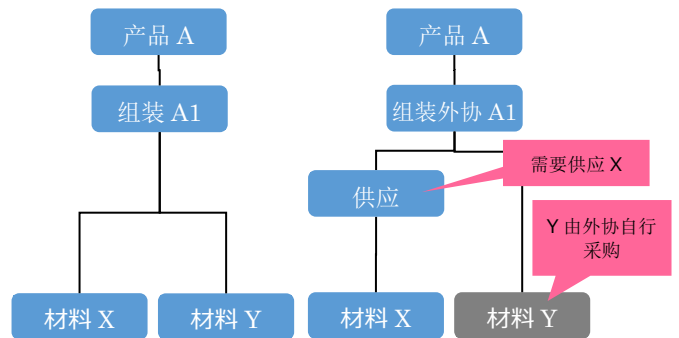 产品 A
组装 A1
材料 X
材料 Y
产品 A
组装外协 A1
需要供应 X
供应
Y 由外协自行
采购
材料 X
材料 Y